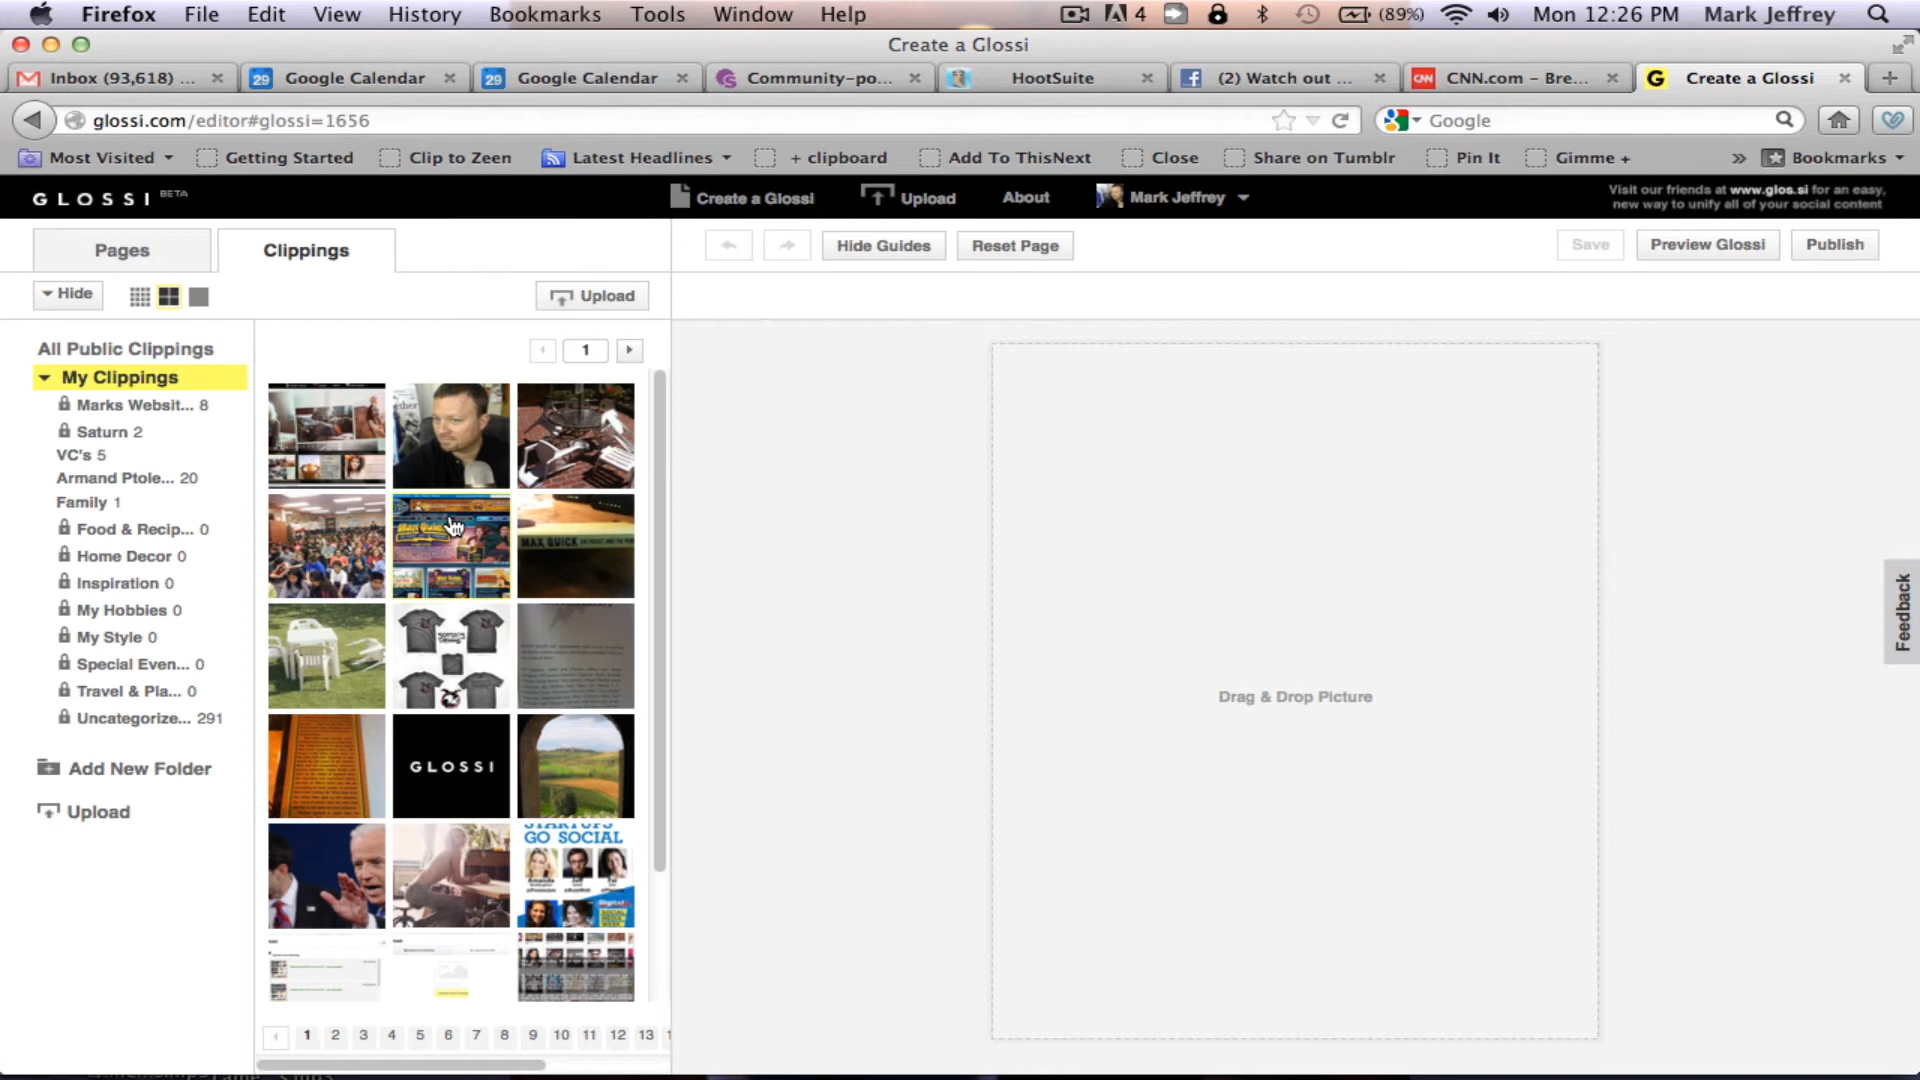 Firefox File Edit View History Bookmarks Tools Window Help 4 (89%) Mon 12:26 PM Mark Jeffrey
Create a Glossi
Inbox (93,618) ... 29 Google Calendar 29 Google Calendar Community-po... HootSuite (2) Watch out ... CNN CNN.com – Bre... G Create a Glossi
glossi.com/editor#glossi=1656 Google
Most Visited Getting Started Clip to Zeen Latest Headlines + clipboard Add To ThisNext Close Share on Tumblr Pin It Gimme + » Bookmarks
GLOSSI BETA Create a Glossi Upload About Mark Jeffrey
Visit our friends at www.glos.si for an easy,
new way to unify all of your social content
Pages Clippings Hide Guides Reset Page Save Preview Glossi Publish
Hide Upload
All Public Clippings
1
My Clippings
Marks Websit... 8
Saturn 2
VC's 5
Armand Ptole... 20
Family 1
Food & Recip... 0
Home Decor 0
Inspiration 0
My Hobbies 0
My Style 0
Special Even... 0
Travel & Pla... 0
Uncategorize... 291
Add New Folder
Upload
MAX QUICK
GLOSSI
STARTUPS
GO SOCIAL
Drag & Drop Picture
Feedback
1 2 3 4 5 6 7 8 9 10 11 12 13